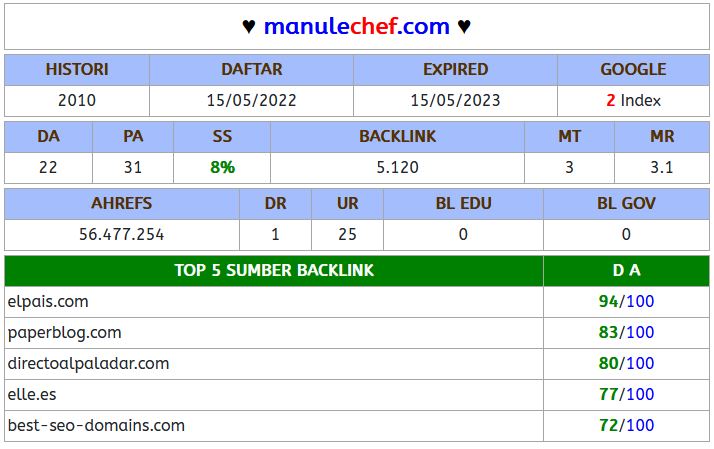 ♥ manulechef.com ♥
HISTORI DAFTAR EXPIRED GOOGLE
2010 15/05/2022 15/05/2023 2 Index
DA PA SS BACKLINK MT MR
22 31 8% 5.120 3 3.1
AHREFS DR UR BL EDU BL GOV
56.477.254 1 25 0 0
TOP 5 SUMBER BACKLINK D A
elpais.com 94/100
paperblog.com 83/100
directoalpaladar.com 80/100
elle.es 77/100
best-seo-domains.com 72/100